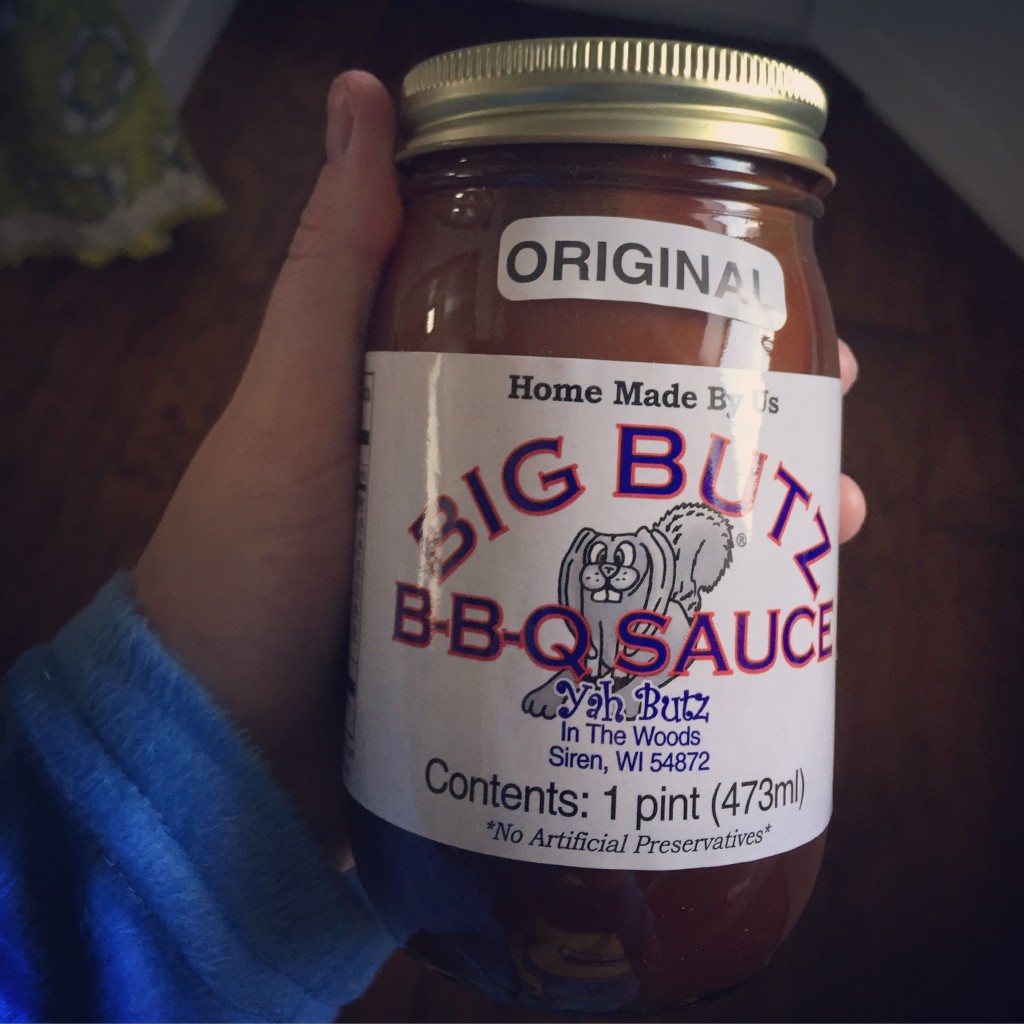 ORIGINAL
Home Made By Us
BIG BUTZ
®
B-B-Q SAUCE
Yah Butz
In The Woods
Siren, WI 54872
Contents: 1 pint (473ml)
*No Artificial Preservatives*